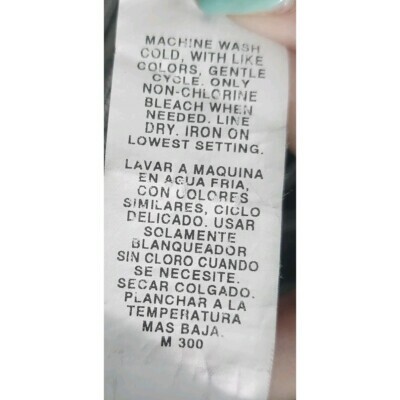 MACHINE WASH
COLD, WITH LIKE
COLORS, GENTLE
CYCLE. ONLY
NON-CHLORINE
BLEACH WHEN
NEEDED. LINE
DRY. IRON ON
LOWEST SETTING.
LAVAR A MAQUINA
EN AGUA FRIA,
CON COLORES
SIMILARES, CICLO
DELICADO. USAR
SOLAMENTE
BLANQUEADOR
SIN CLORO CUANDO
SE NECESITE.
SECAR COLGADO.
PLANCHAR A LA
TEMPERATURA
MAS BAJA.
M 300